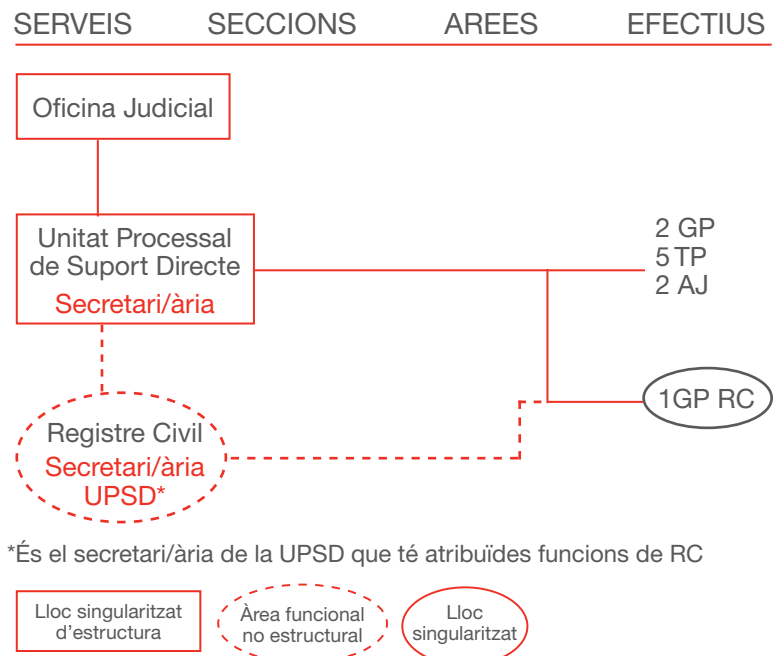 SERVEIS SECCIONS AREES EFECTIUS
Oficina Judicial
Unitat Processal
de Suport Directe
Secretari/ària
2 GP
5 TP
2 AJ
1GP RC
Registre Civil
Secretari/ària
UPSD*
*És el secretari/ària de la UPSD que té atribuïdes funcions de RC
Lloc singularitzat
d'estructura
Àrea funcional
no estructural
Lloc
singularitzat